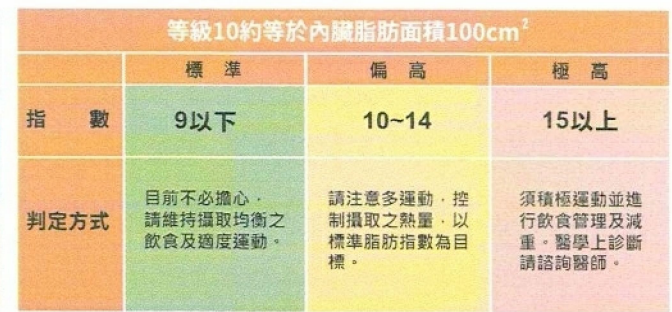 等級10約等於內臟脂肪面積100cm²
標 準 偏 高 極 高
指 數 9以下 10~14 15以上
判定方式
目前不必擔心，
請維持攝取均衡之
飲食及適度運動。
請注意多運動，控
制攝取之熱量，以
標準脂肪指數為目
標。
須積極運動並進
行飲食管理及減
重。醫學上診斷
請諮詢醫師。